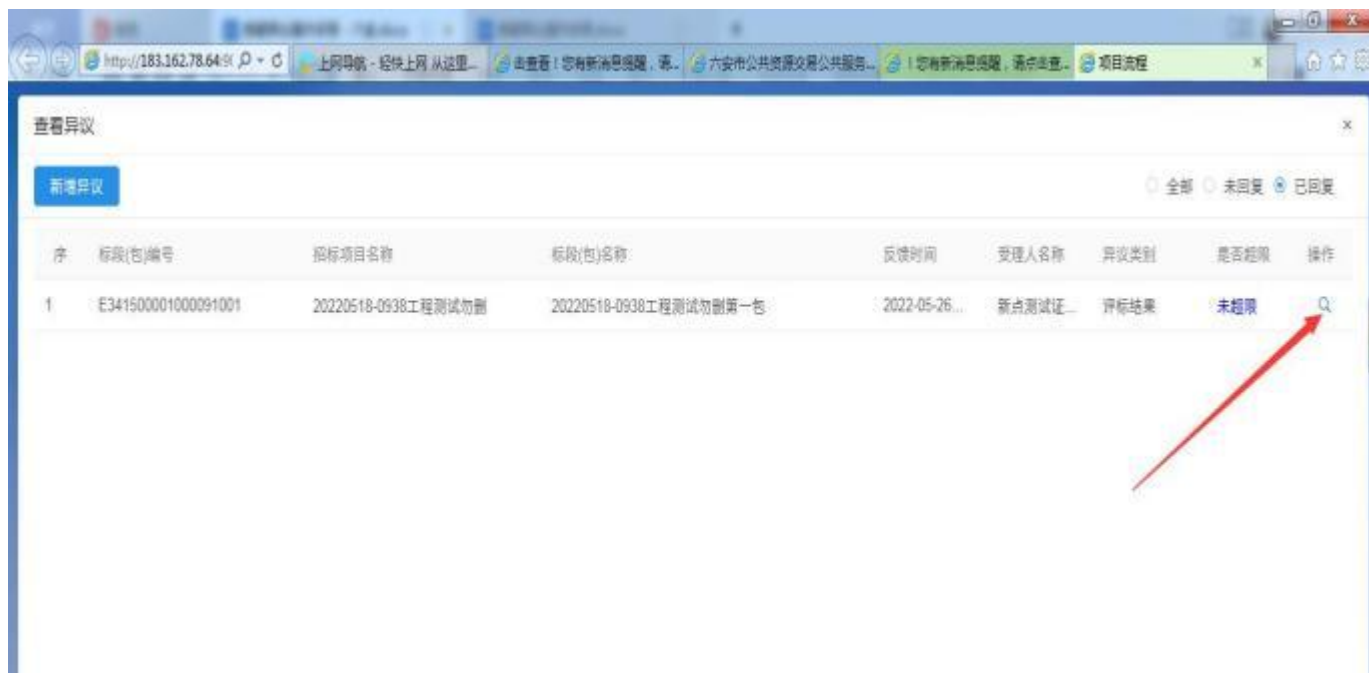 http://183.162.78.64:9(
上网导航 - 轻快上网 从这里...
击查看！您有新消息提醒，请...
六安市公共资源交易公共服务...
！您有新消息提醒，请点击查...
项目流程
查看异议
新增异议
全部 未回复 已回复
序 标段(包)编号 招标项目名称 标段(包)名称 反馈时间 受理人名称 异议类别 是否超限 操作
1 E341500001000091001 20220518-0938工程测试勿删 20220518-0938工程测试勿删第一包 2022-05-26... 新点测试证... 评标结果 未超限